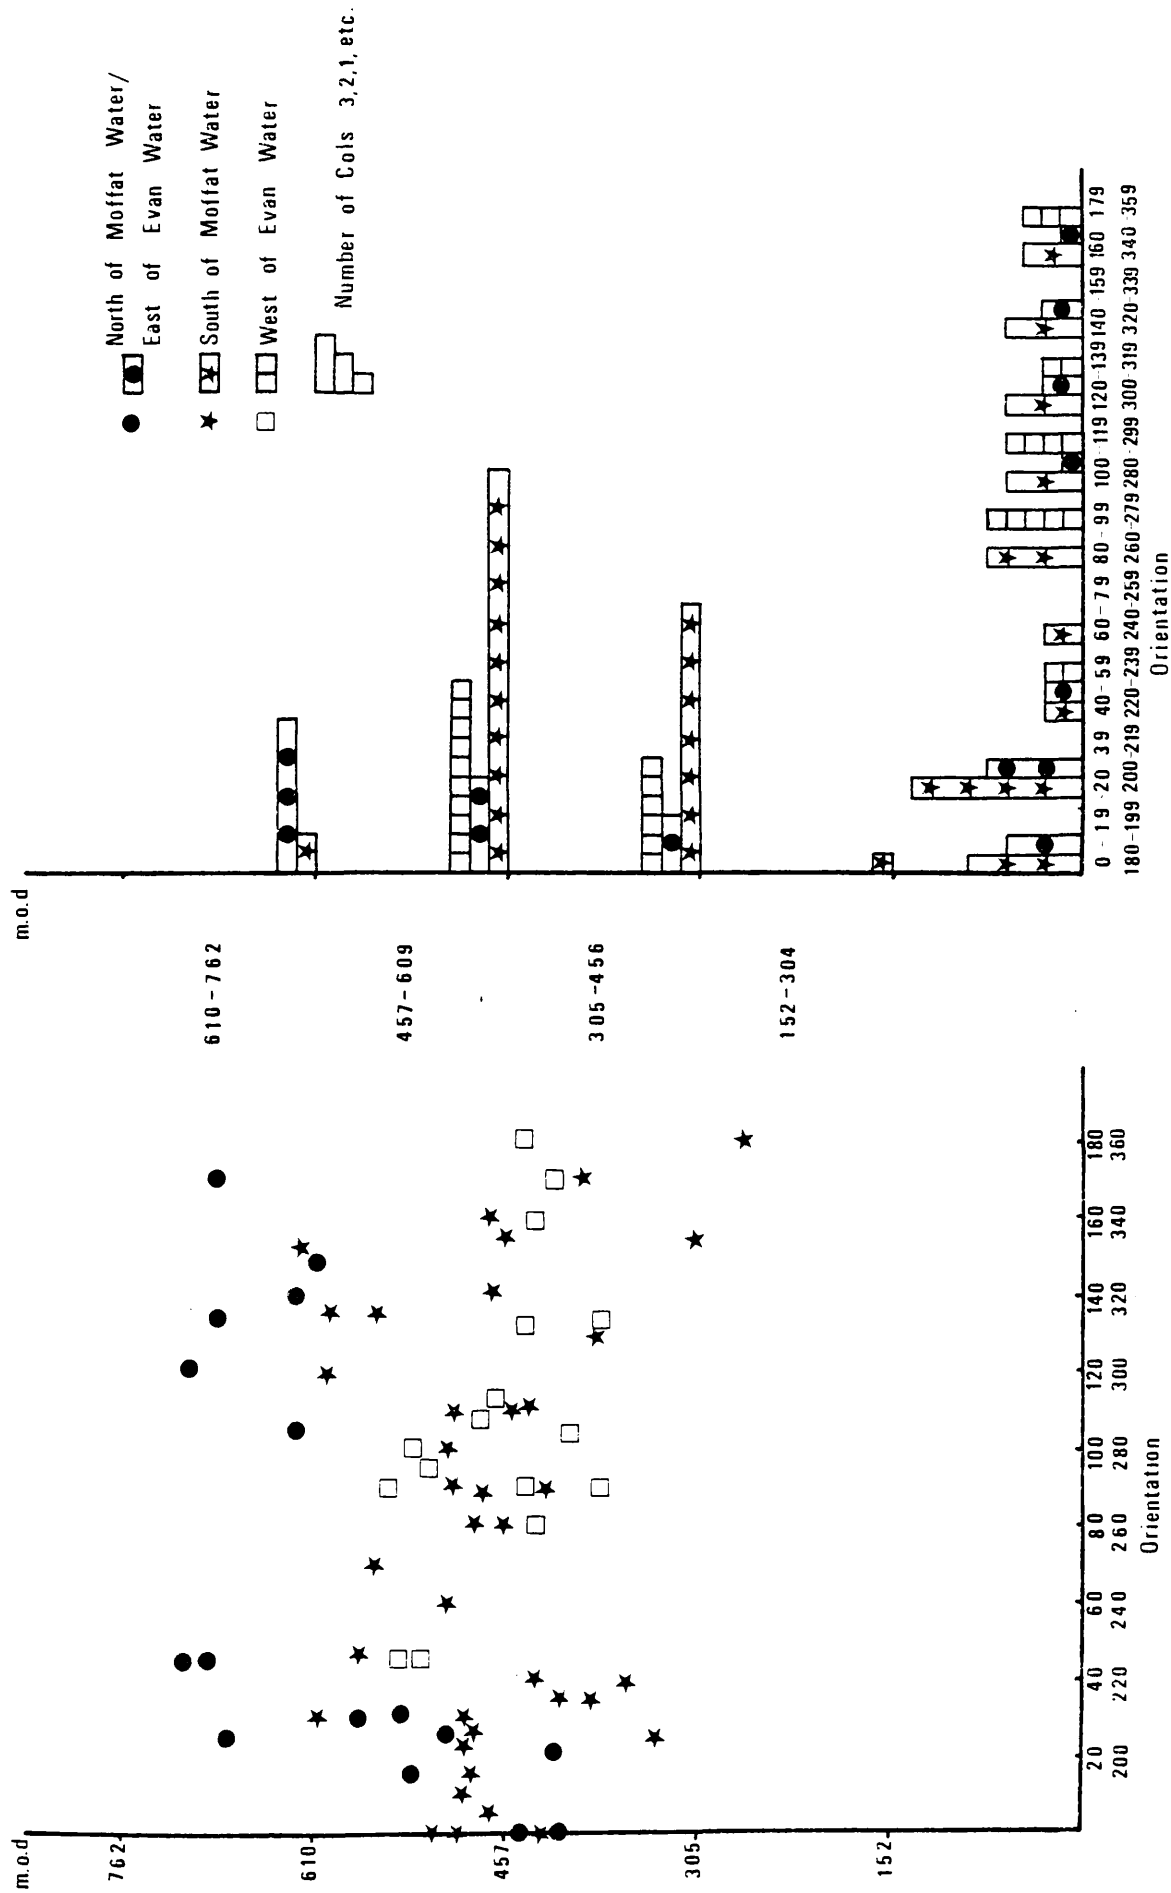 m.o.d
762
610
457
305
152
20 40 60 80 100 120 140 160 180
200 220 240 260 280 300 320 340 360
Orientation
m.o.d
610-762
457-609
305-456
152-304
0-19 20 39 40-59 60-79 80-99 100 119 120-139 140 159 160 179
180-199 200-219 220-239 240-259 260-279 280-299 300 319 320-339 340-359
Orientation
North of Moffat Water/
East of Evan Water
South of Moffat Water
West of Evan Water
Number of Cols 3,2,1, etc.